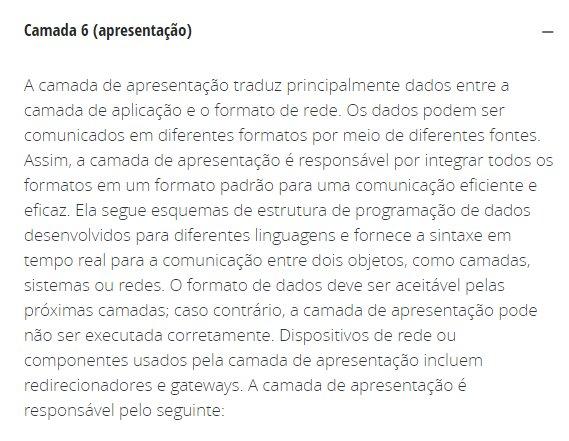 Camada 6 (apresentação)
A camada de apresentação traduz principalmente dados entre a
camada de aplicação e o formato de rede. Os dados podem ser
comunicados em diferentes formatos por meio de diferentes fontes.
Assim, a camada de apresentação é responsável por integrar todos os
formatos em um formato padrão para uma comunicação eficiente e
eficaz. Ela segue esquemas de estrutura de programação de dados
desenvolvidos para diferentes linguagens e fornece a sintaxe em
tempo real para a comunicação entre dois objetos, como camadas,
sistemas ou redes. O formato de dados deve ser aceitável pelas
próximas camadas; caso contrário, a camada de apresentação pode
não ser executada corretamente. Dispositivos de rede ou
componentes usados pela camada de apresentação incluem
redirecionadores e gateways. A camada de apresentação é
responsável pelo seguinte: